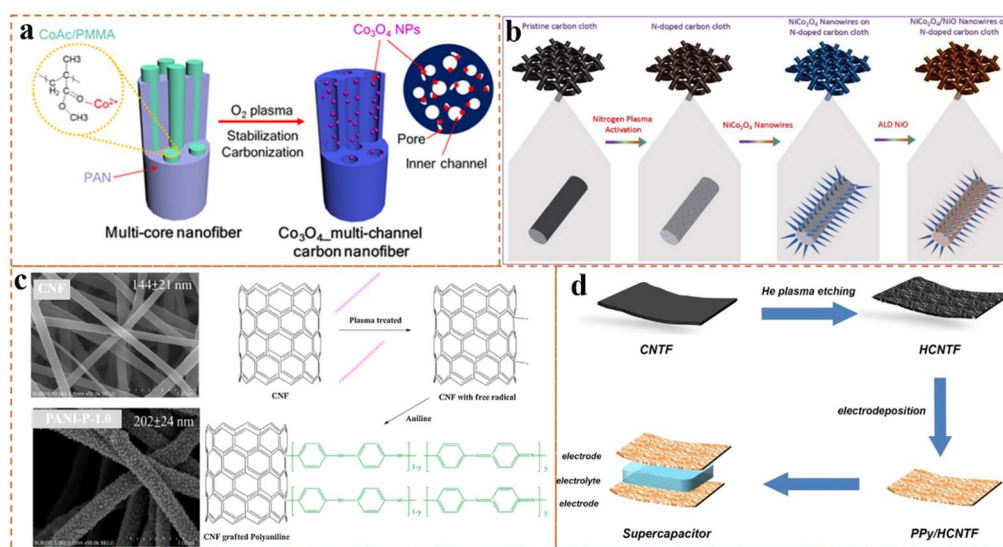 a
CoAc/PMMA
CH3
CH2
O
Co2+
O
CH3
PAN
Multi-core nanofiber
O2 plasma
Stabilization
Carbonization
Co3O4 NPs
Pore
Inner channel
Co3O4_multi-channel
carbon nanofiber
b
Pristine carbon cloth
N-doped carbon cloth
NiCo2O4 Nanowires on
N-doped carbon cloth
NiCo2O4/NiO Nanowires on
N-doped carbon cloth
Nitrogen Plasma
Activation
NiCo2O4 Nanowires
ALD NiO
c
CNF
144±21 nm
PANI-P-1.0
202±24 nm
CNF
Plasma treated
CNF with free radical
Aniline
1-y
y
1-y
y
CNF grafted Polyaniline
d
CNTF
He plasma etching
HCNTF
electrodeposition
electrode
electrolyte
electrode
Supercapacitor
PPy/HCNTF